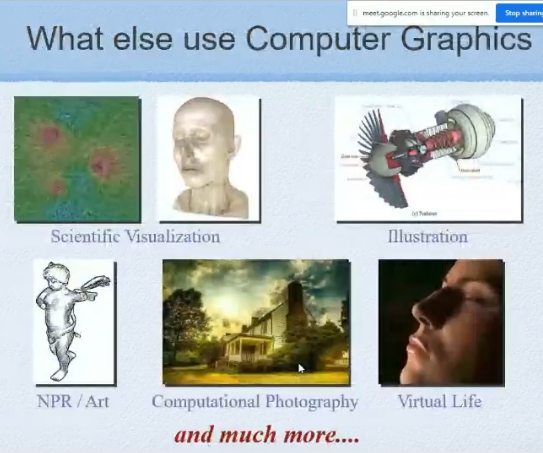 meet.google.com is sharing your screen.
Stop sharing
What else use Computer Graphics
Scientific Visualization
Illustration
NPR / Art
Computational Photography
Virtual Life
and much more....